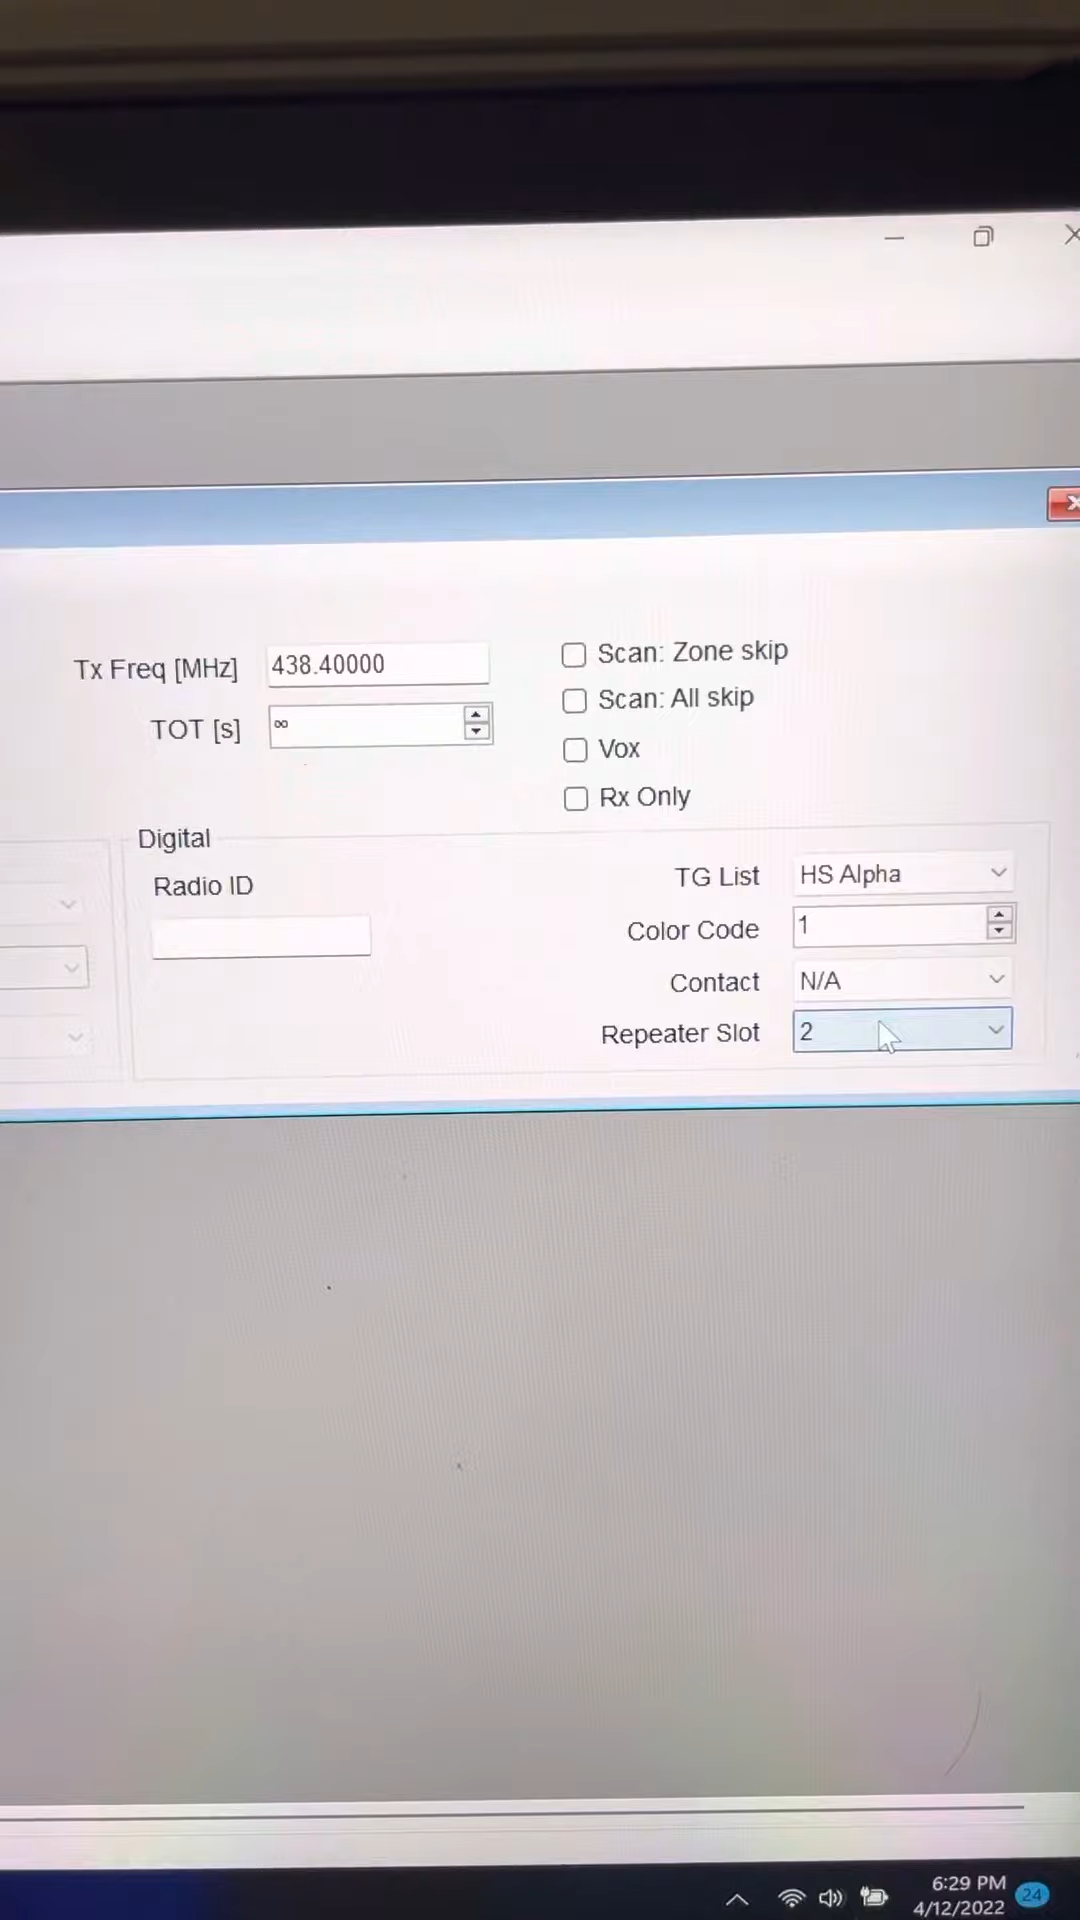 Tx Freq [MHz] 438.40000
Scan: Zone skip
Scan: All skip
TOT [s] ∞
Vox
Rx Only
Digital
Radio ID
TG List HS Alpha
Color Code 1
Contact N/A
Repeater Slot 2
6:29 PM
4/12/2022
24